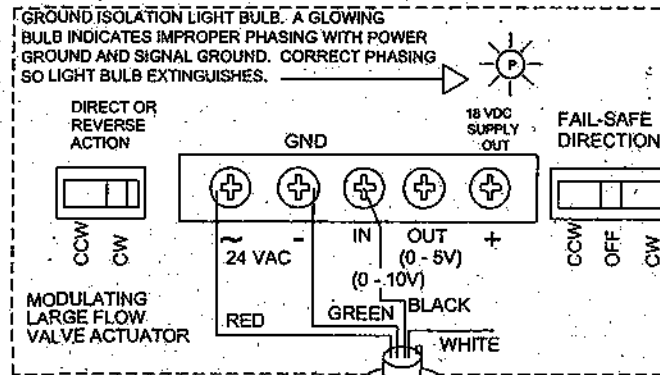 GROUND ISOLATION LIGHT BULB. A GLOWING
BULB INDICATES IMPROPER PHASING WITH POWER
GROUND AND SIGNAL GROUND. CORRECT PHASING
SO LIGHT BULB EXTINGUISHES.
P
DIRECT OR
REVERSE
ACTION
GND
18 VDC
SUPPLY
OUT
FAIL-SAFE
DIRECTION
CCW
CW
~
-
IN
OUT
+
24 VAC
(0 - 5V)
(0 - 10V)
CCW
OFF
CW
MODULATING
LARGE FLOW
VALVE ACTUATOR
RED
GREEN
BLACK
WHITE